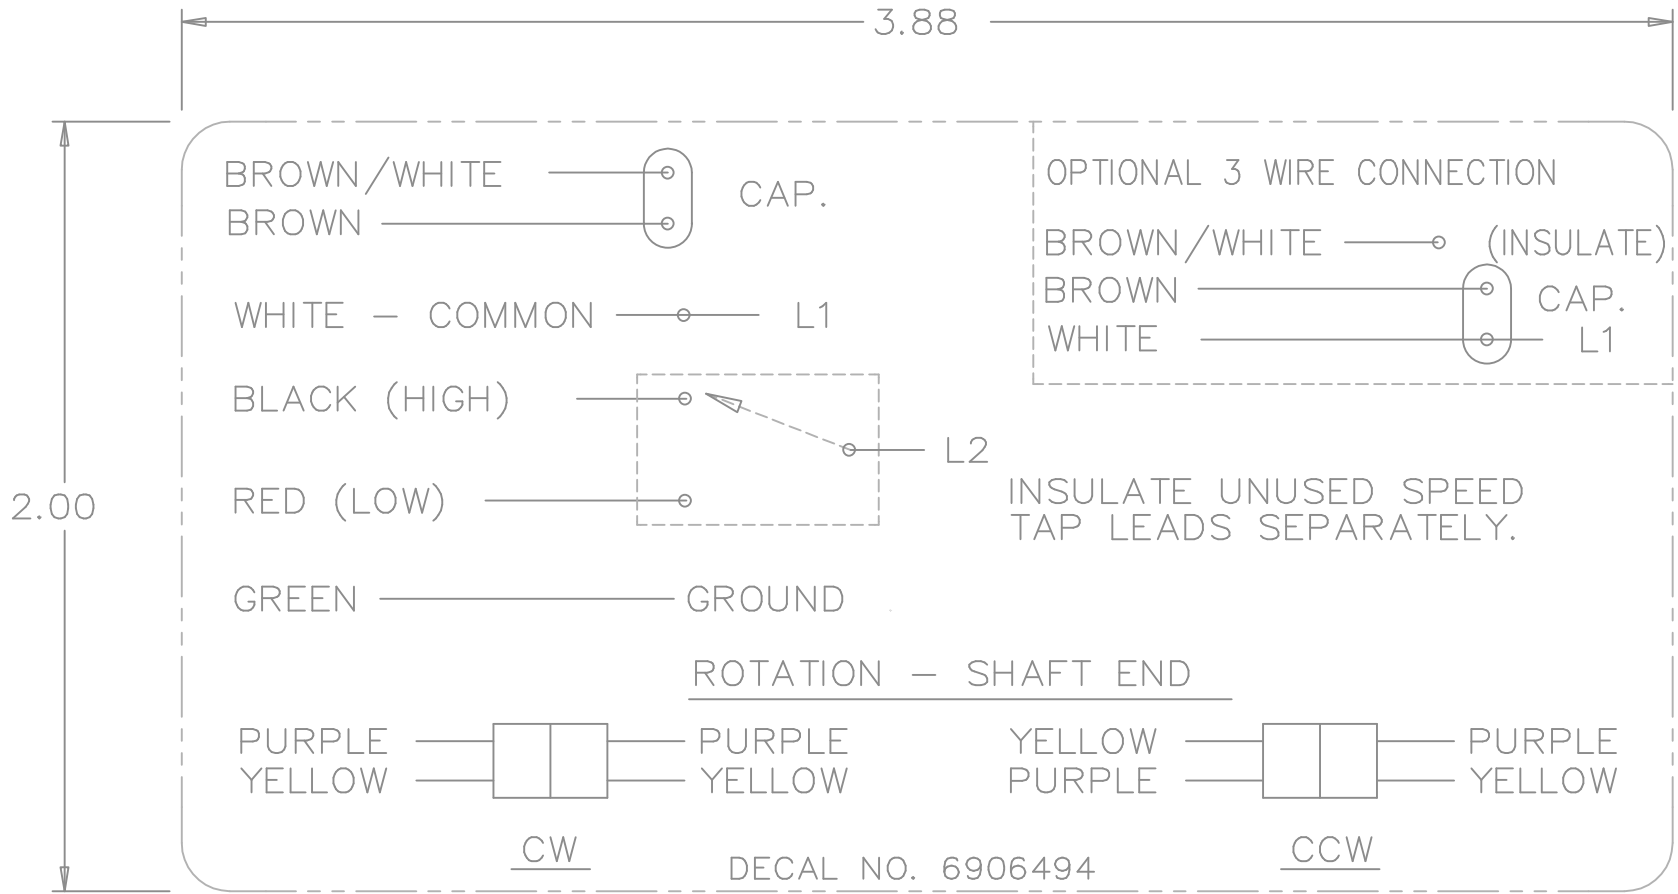 3.88
2.00
BROWN/WHITE
BROWN
CAP.
WHITE - COMMON
L1
BLACK (HIGH)
RED (LOW)
L2
GREEN
GROUND
OPTIONAL 3 WIRE CONNECTION
BROWN/WHITE
(INSULATE)
BROWN
CAP.
WHITE
L1
INSULATE UNUSED SPEED
TAP LEADS SEPARATELY.
ROTATION - SHAFT END
PURPLE
PURPLE
YELLOW
YELLOW
CW
YELLOW
PURPLE
PURPLE
YELLOW
CCW
DECAL NO. 6906494